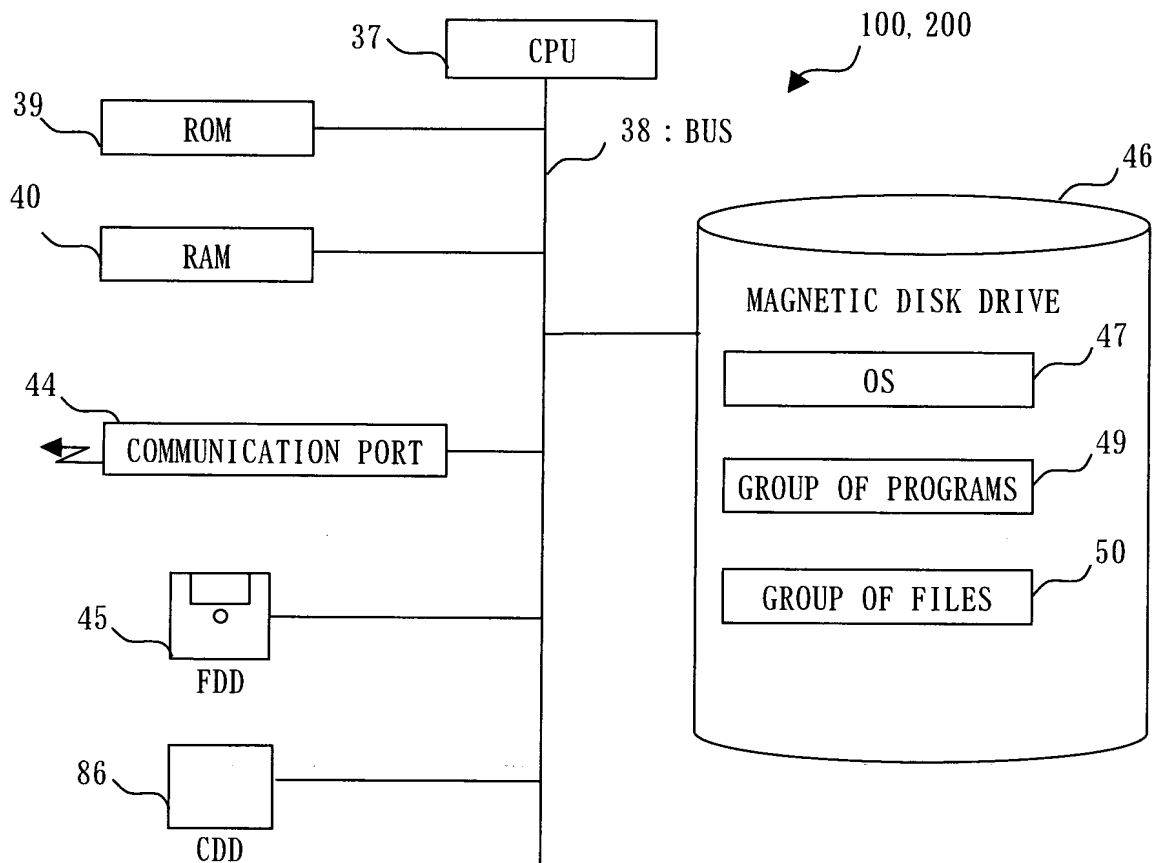 100, 200
37
CPU
39
ROM
38 : BUS
46
40
RAM
MAGNETIC DISK DRIVE
47
OS
44
COMMUNICATION PORT
49
GROUP OF PROGRAMS
50
GROUP OF FILES
45
FDD
86
CDD